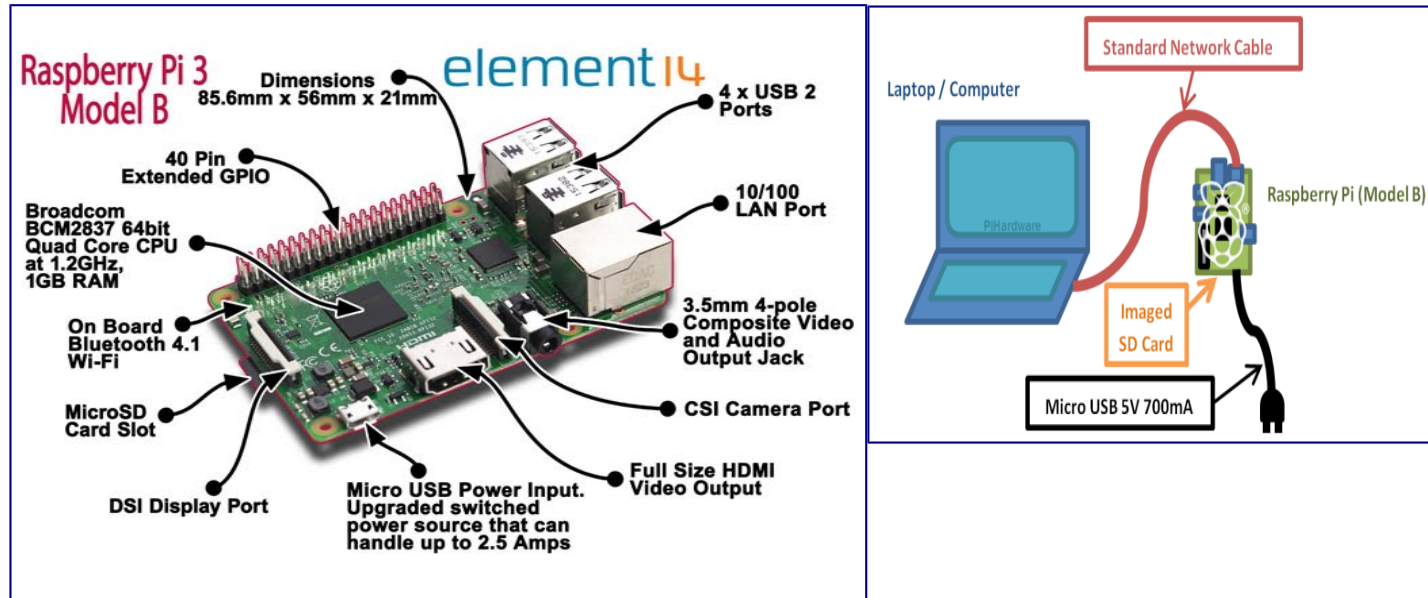 Raspberry Pi 3
Model B
element14
Dimensions
85.6mm x 56mm x 21mm
4 x USB 2
Ports
40 Pin
Extended GPIO
10/100
LAN Port
Broadcom
BCM2837 64bit
Quad Core CPU
at 1.2GHz,
1GB RAM
3.5mm 4-pole
Composite Video
and Audio
Output Jack
On Board
Bluetooth 4.1
Wi-Fi
CSI Camera Port
MicroSD
Card Slot
Full Size HDMI
Video Output
DSI Display Port
Micro USB Power Input.
Upgraded switched
power source that can
handle up to 2.5 Amps
HDMI
Standard Network Cable
Laptop / Computer
PiHardware
Raspberry Pi (Model B)
Imaged
SD Card
Micro USB 5V 700mA